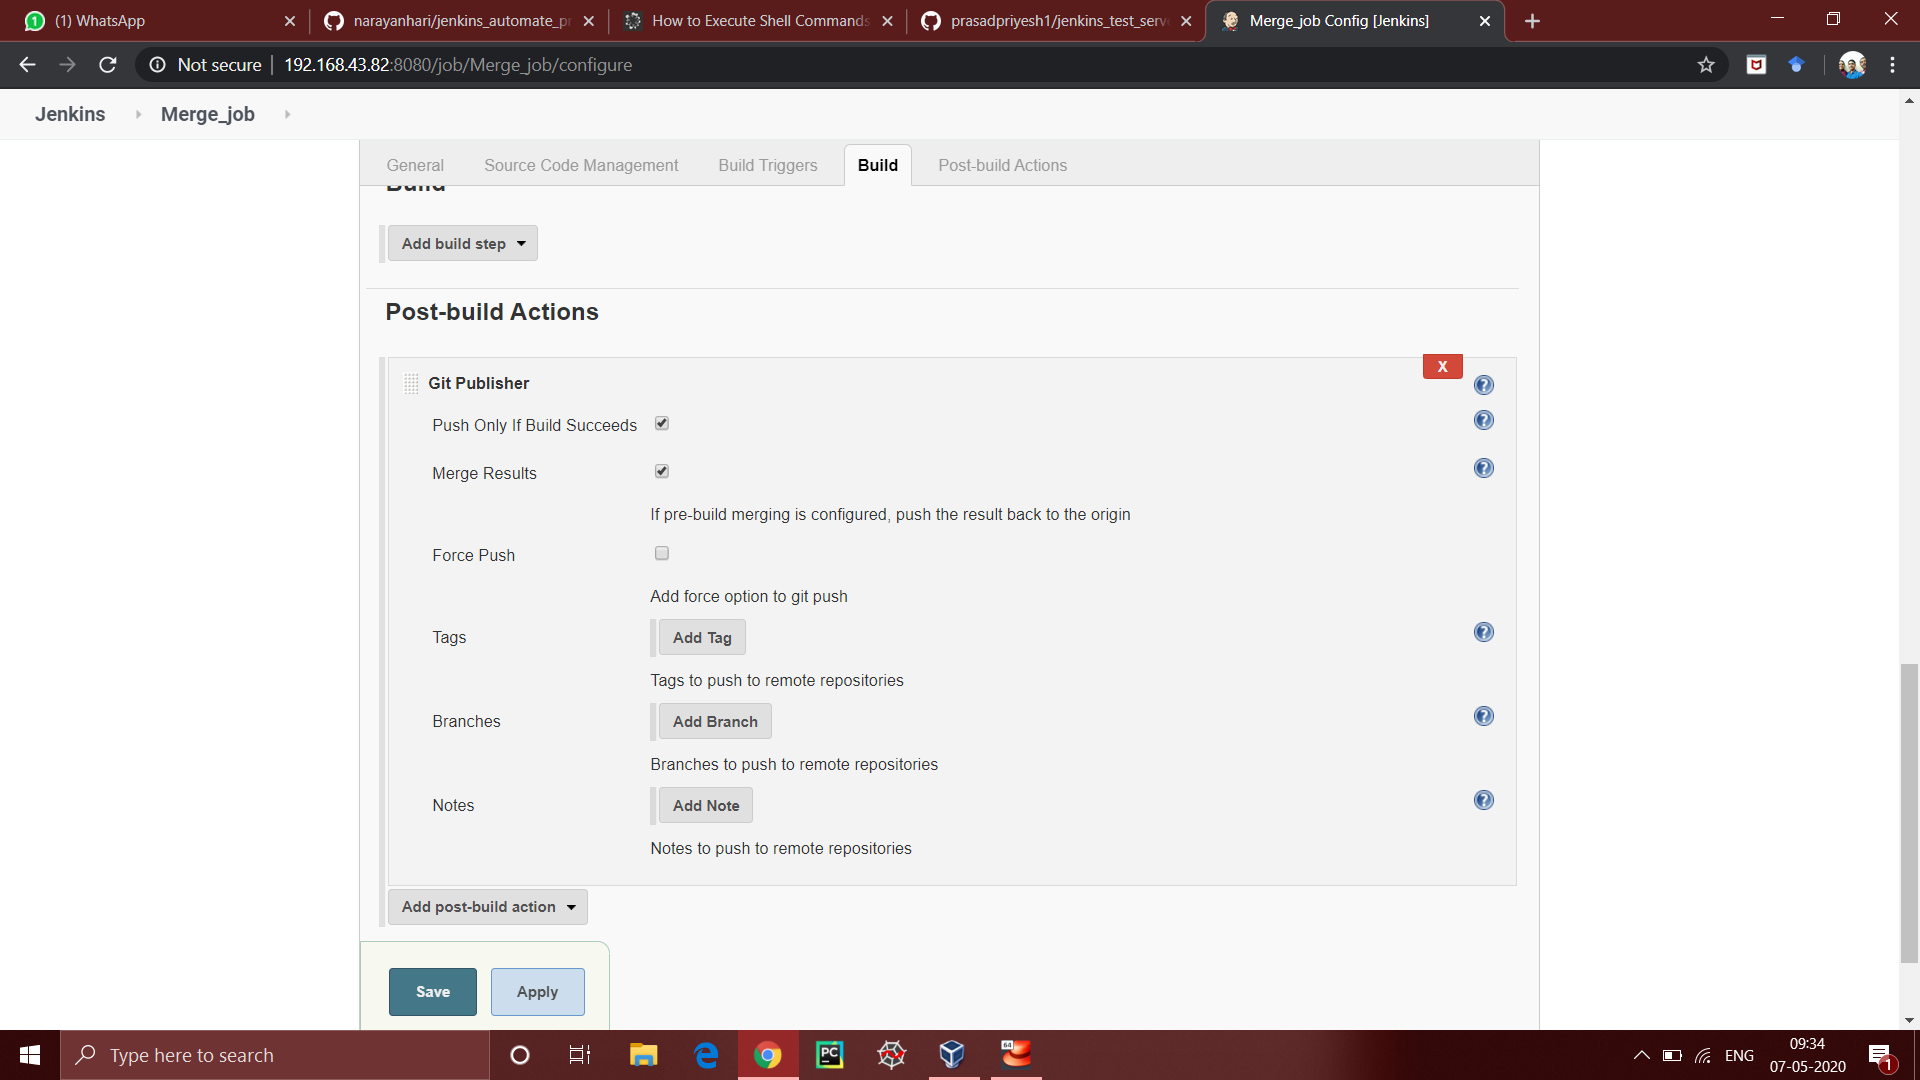 (1) WhatsApp
narayanhari/jenkins_automate_pr
How to Execute Shell Commands
prasadpriyesh1/jenkins_test_serve
Merge_job Config [Jenkins]
Not secure
192.168.43.82:8080/job/Merge_job/configure
Jenkins
Merge_job
General
Source Code Management
Build Triggers
Build
Post-build Actions
Build
Add build step
Post-build Actions
X
Git Publisher
Push Only If Build Succeeds
Merge Results
If pre-build merging is configured, push the result back to the origin
Force Push
Add force option to git push
Tags
Add Tag
Tags to push to remote repositories
Branches
Add Branch
Branches to push to remote repositories
Notes
Add Note
Notes to push to remote repositories
Add post-build action
Save
Apply
Type here to search
PC
64
ENG
09:34
07-05-2020
1